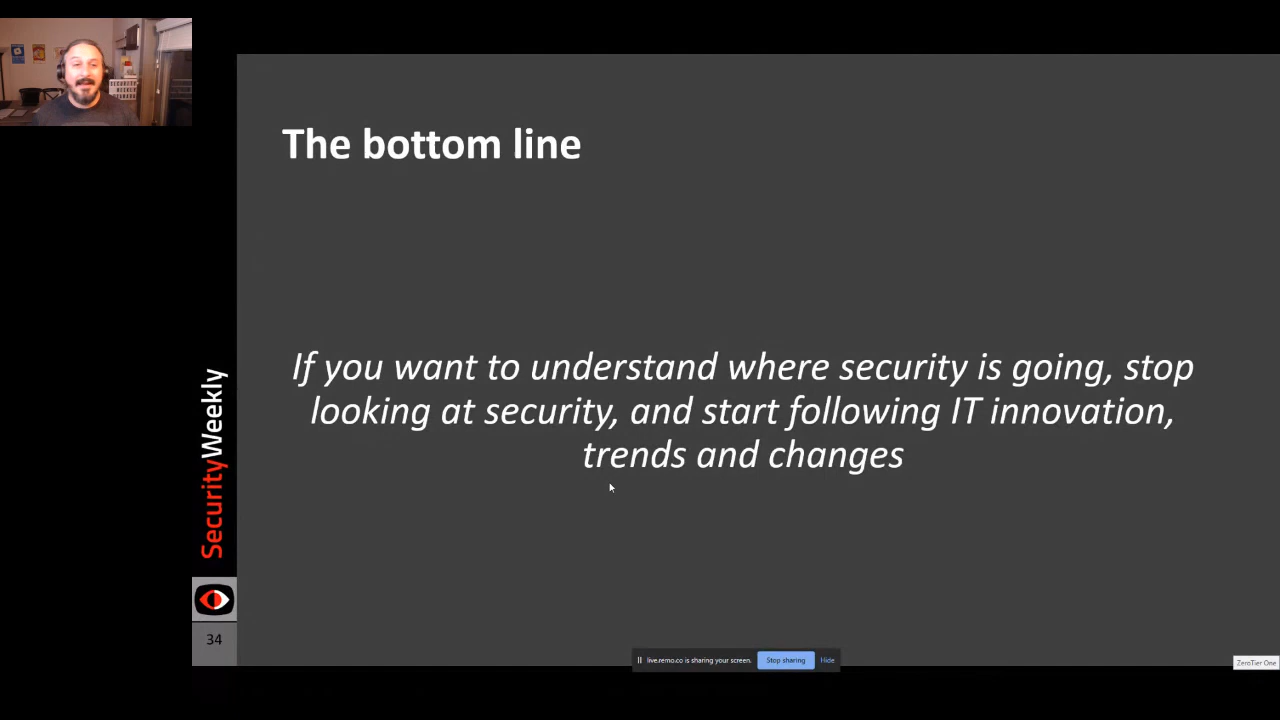 The bottom line
If you want to understand where security is going, stop
looking at security, and start following IT innovation,
trends and changes
SecurityWeekly
34
live.remo.co is sharing your screen.
Stop sharing
Hide
ZeroTier One